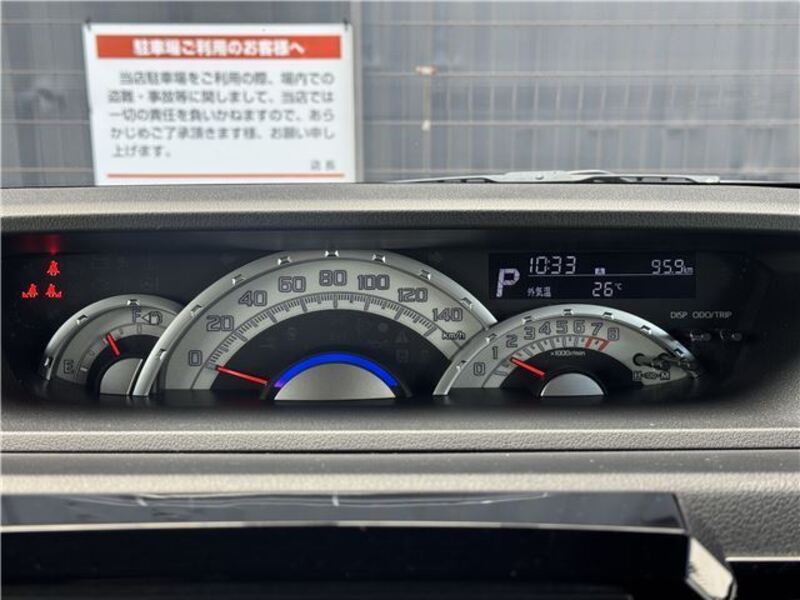 駐車場ご利用のお客様へ
当店駐車場をご利用の際、場内での
盗難・事故等に関しまして、当店では
一切の責任を負いかねますので、あら
かじめご了承頂きます様、お願い申し
上げます。
店長
P 10:33 A 95.9km
外気温 26℃
DISP ODO/TRIP
E F
0 20 40 60 80 100 120 140 km/h
0 1 2 3 4 5 6 7 8
×1000r/min